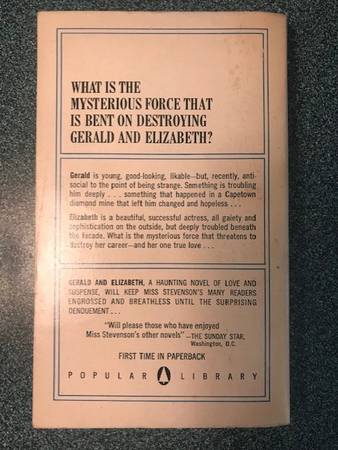 WHAT IS THE
MYSTERIOUS FORCE THAT
IS BENT ON DESTROYING
GERALD AND ELIZABETH?
Gerald is young, good-looking, likable—but, recently, anti-
social to the point of being strange. Something is troubling
him deeply . . . something that happened in a Capetown
diamond mine that left him changed and hopeless . . .
Elizabeth is a beautiful, successful actress, all gaiety and
sophistication on the outside, but deeply troubled beneath
the facade. What is the mysterious force that threatens to
destroy her career—and her one true love . . .
GERALD AND ELIZABETH, A HAUNTING NOVEL OF LOVE AND
SUSPENSE, WILL KEEP MISS STEVENSON'S MANY READERS
ENGROSSED AND BREATHLESS UNTIL THE SURPRISING
DENOUEMENT . . .
"Will please those who have enjoyed
Miss Stevenson's other novels" —THE SUNDAY STAR,
Washington, D.C.
FIRST TIME IN PAPERBACK
POPULAR LIBRARY